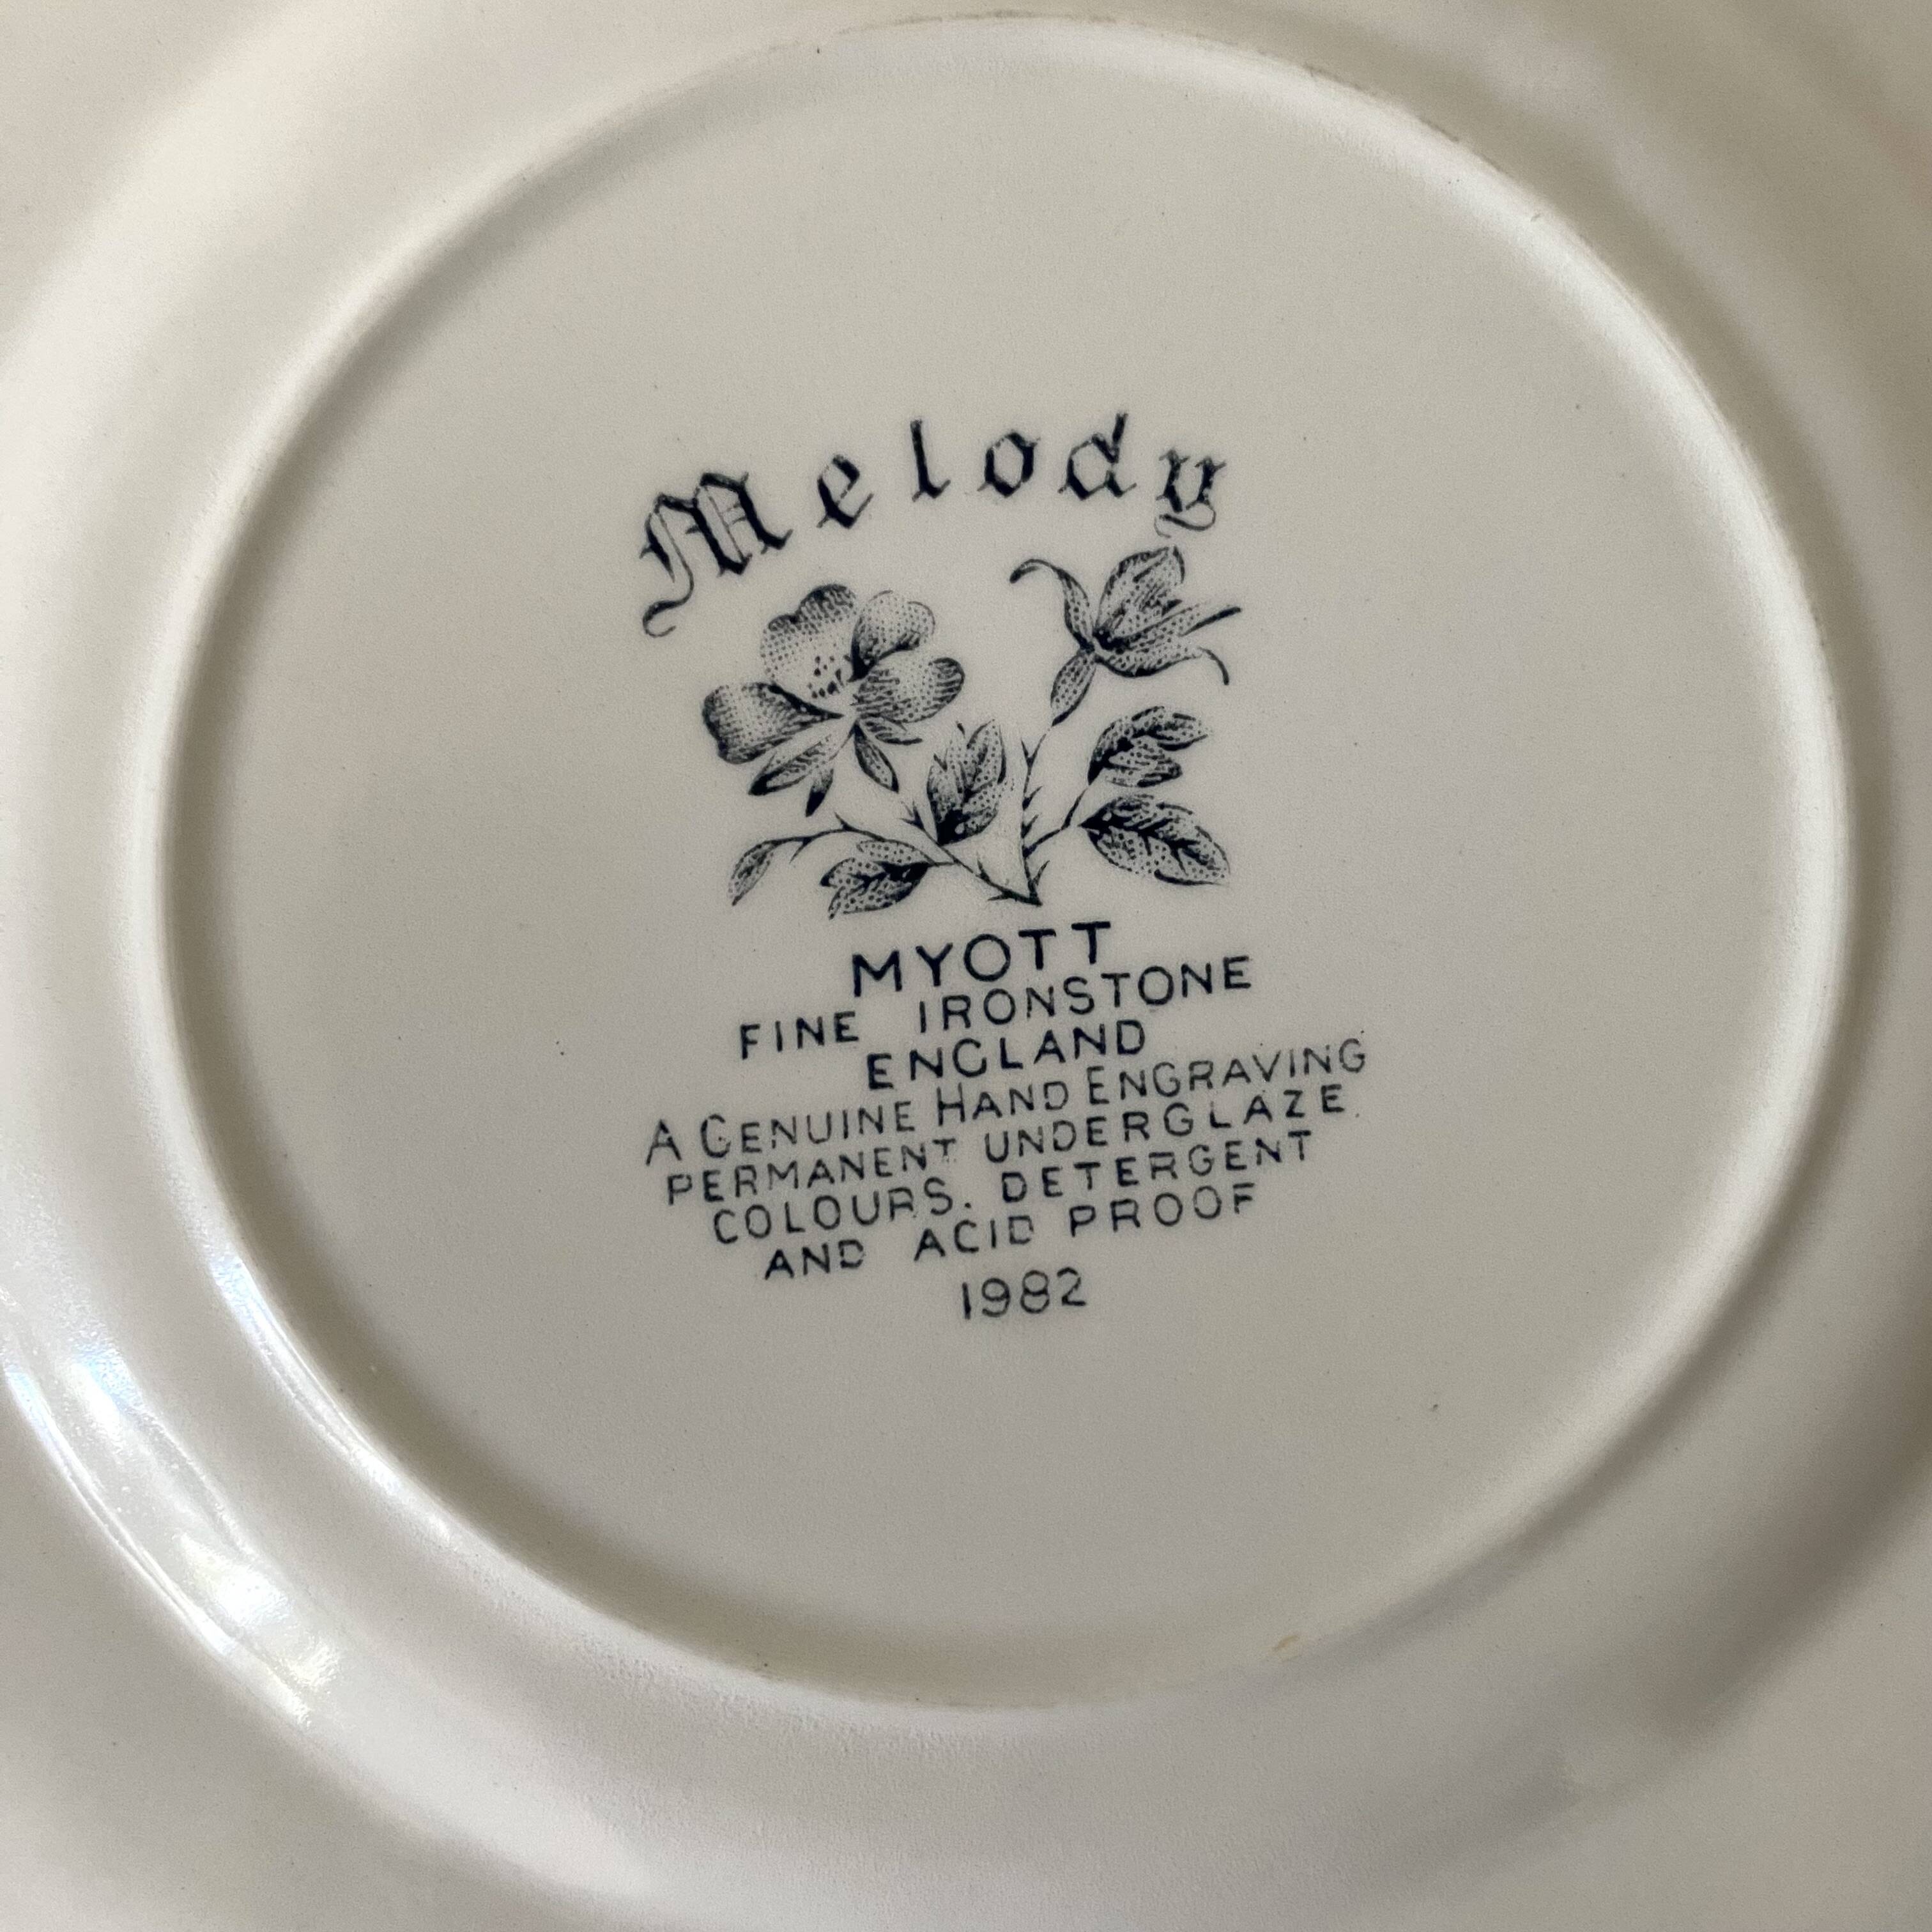 Melody
MYOTT
FINE IRONSTONE
ENGLAND
A GENUINE HAND ENGRAVING
PERMANENT UNDERGLAZE
COLOURS. DETERGENT
AND ACID PROOF
1982